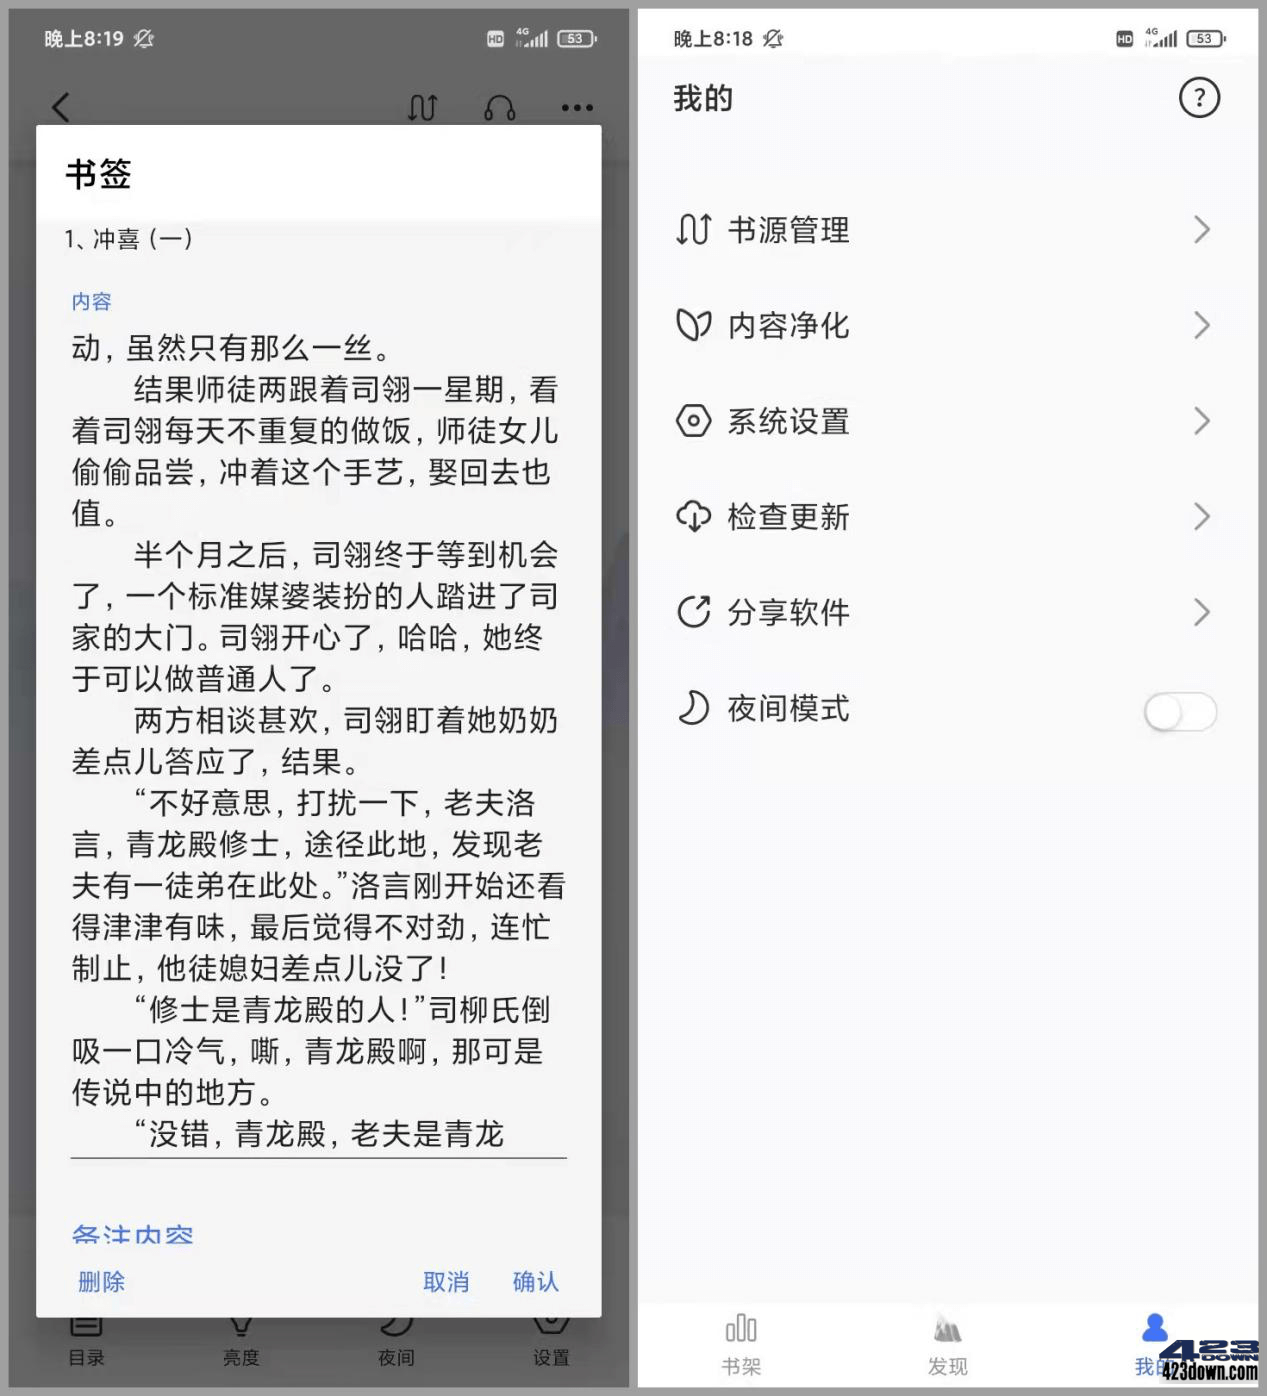 晚上8:19
HD 4G 53
书签
1、冲喜（一）
内容
动，虽然只有那么一丝。
结果师徒两跟着司翎一星期，看
着司翎每天不重复的做饭，师徒女儿
偷偷品尝，冲着这个手艺，娶回去也
值。
半个月之后，司翎终于等到机会
了，一个标准媒婆装扮的人踏进了司
家的大门。司翎开心了，哈哈，她终
于可以做普通人了。
两方相谈甚欢，司翎盯着她奶奶
差点儿答应了，结果。
“不好意思，打扰一下，老夫洛
言，青龙殿修士，途径此地，发现老
夫有一徒弟在此处。”洛言刚开始还看
得津津有味，最后觉得不对劲，连忙
制止，他徒媳妇差点儿没了！
“修士是青龙殿的人！”司柳氏倒
吸一口冷气，嘶，青龙殿啊，那可是
传说中的地方。
“没错，青龙殿，老夫是青龙
备注内容
删除 取消 确认
目录 亮度 夜间 设置
晚上8:18
HD 4G 53
我的
?
书源管理
内容净化
系统设置
检查更新
分享软件
夜间模式
书架 发现 我的
423
DOWN
423down.com